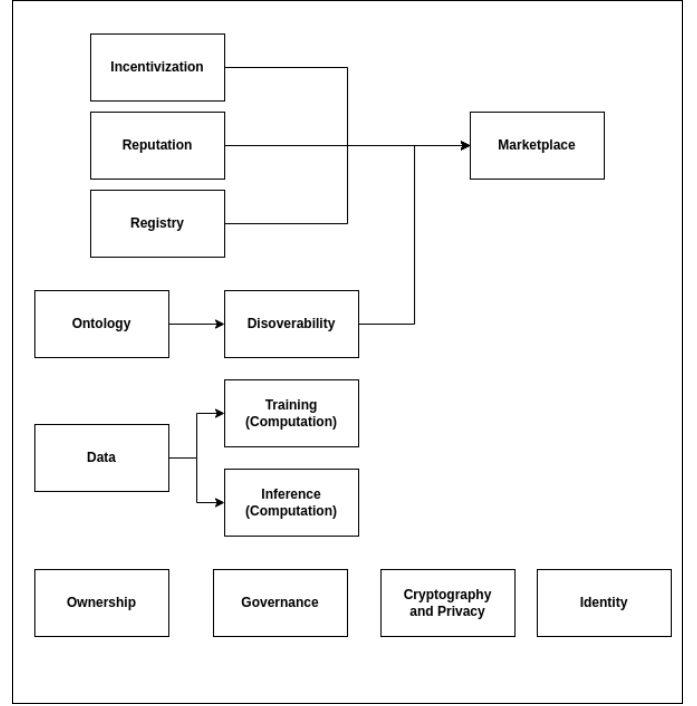 Incentivization
Reputation
Marketplace
Registry
Ontology
Disoverability
Training
(Computation)
Data
Inference
(Computation)
Ownership
Governance
Cryptography
and Privacy
Identity